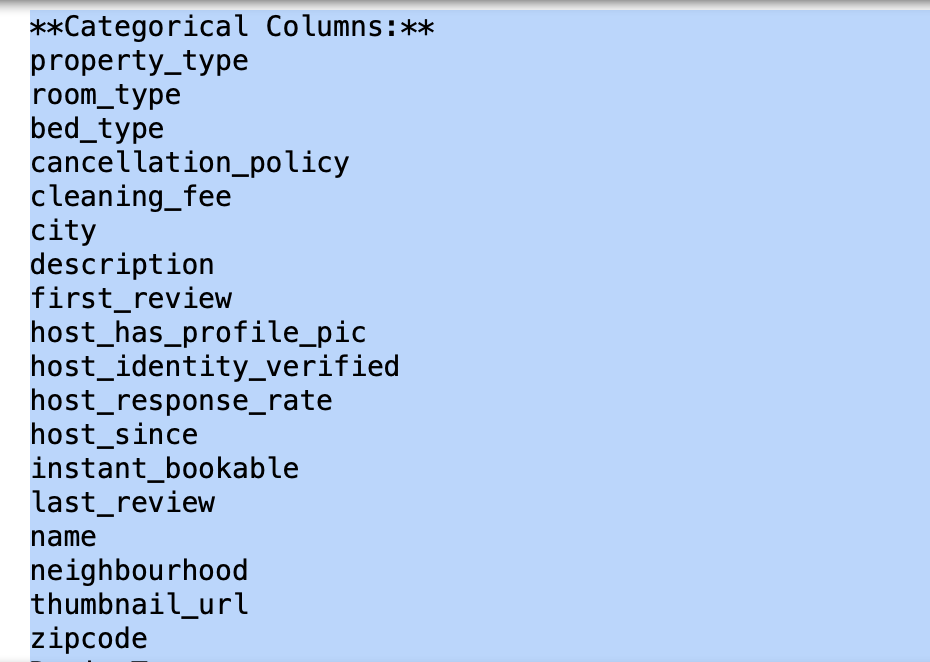 **Categorical Columns:**
property_type
room_type
bed_type
cancellation_policy
cleaning_fee
city
description
first_review
host_has_profile_pic
host_identity_verified
host_response_rate
host_since
instant_bookable
last_review
name
neighbourhood
thumbnail_url
zipcode